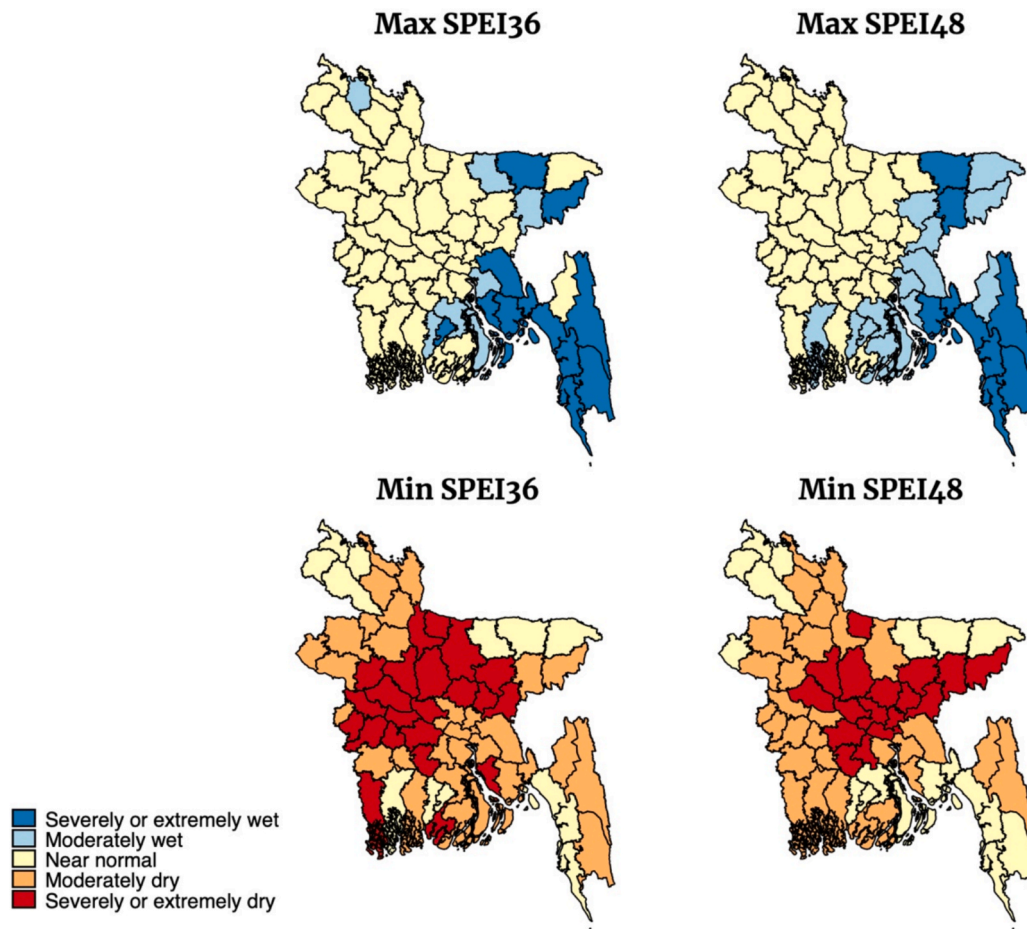 Max SPEI36
Max SPEI48
Min SPEI36
Min SPEI48
Severely or extremely wet
Moderately wet
Near normal
Moderately dry
Severely or extremely dry